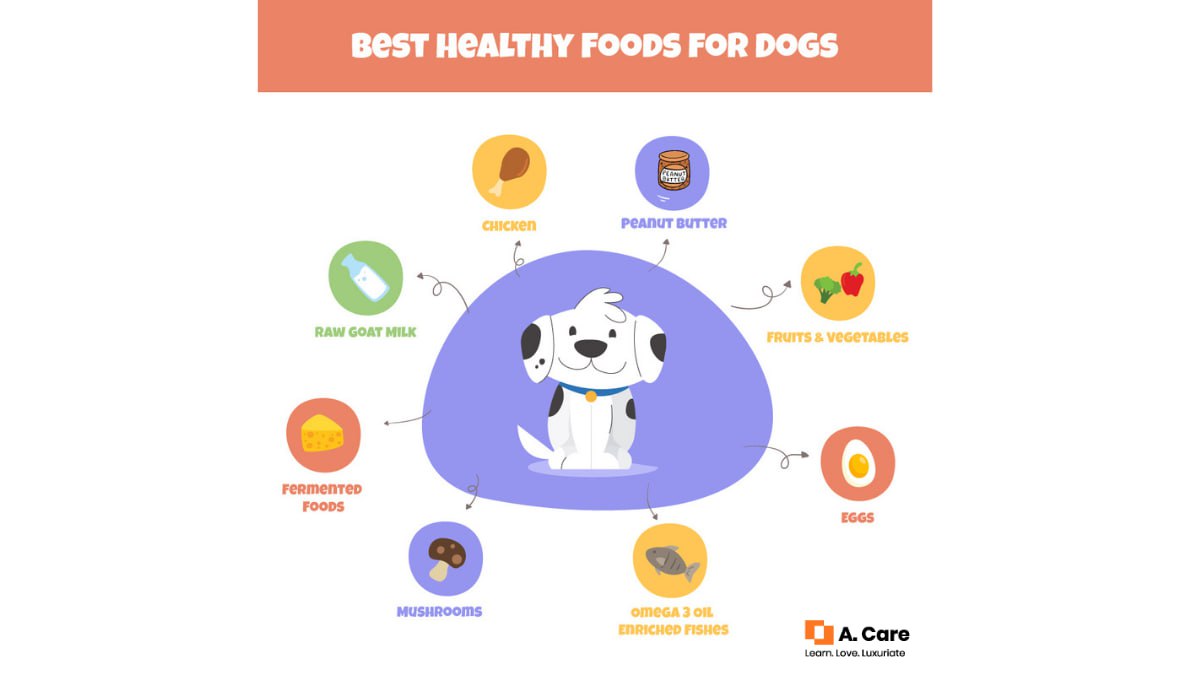 BEST HEALTHY FOODS FOR DOGS
CHICKEN
PEANUT BUTTER
PEANUT
BUTTER
RAW GOAT MILK
FRUITS & VEGETABLES
FERMENTED
FOODS
EGGS
MUSHROOMS
OMEGA 3 OIL
ENRICHED FISHES
A. Care
Learn. Love. Luxuriate